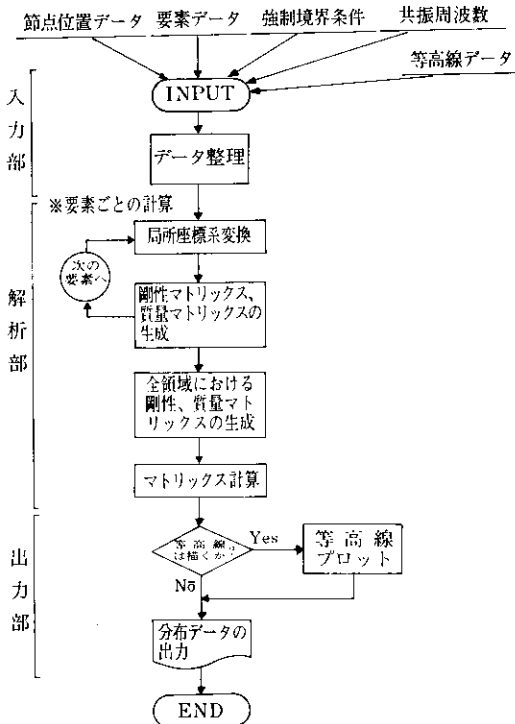 節点位置データ 要素データ 強制境界条件 共振周波数
等高線データ
INPUT
入力部
データ整理
※要素ごとの計算
局所座標系変換
次の
要素へ
剛性マトリックス、
質量マトリックスの
生成
解析部
全領域における
剛性、質量マト
リックスの生成
マトリックス計算
等高線
は描くか?
Yes
等高線
プロット
No
出力部
分布データの
出力
END